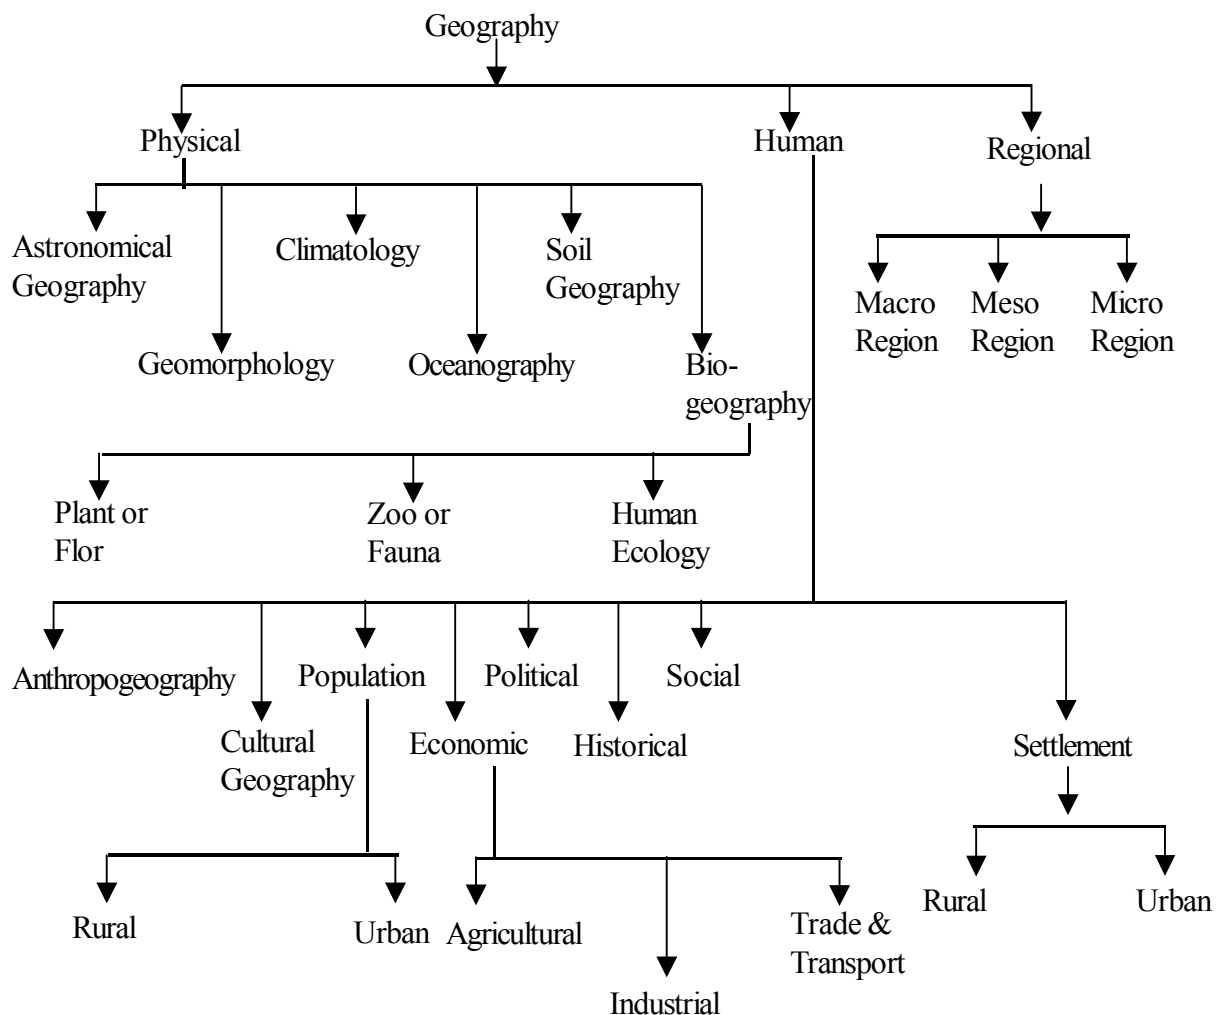 Geography
Physical
Human
Regional
Astronomical
Geography
Climatology
Soil
Geography
Macro
Region
Meso
Region
Micro
Region
Geomorphology
Oceanography
Bio-
geography
Plant or
Flor
Zoo or
Fauna
Human
Ecology
Anthropogeography
Population
Political
Social
Cultural
Geography
Economic
Historical
Settlement
Rural
Urban
Agricultural
Industrial
Trade &
Transport
Rural
Urban